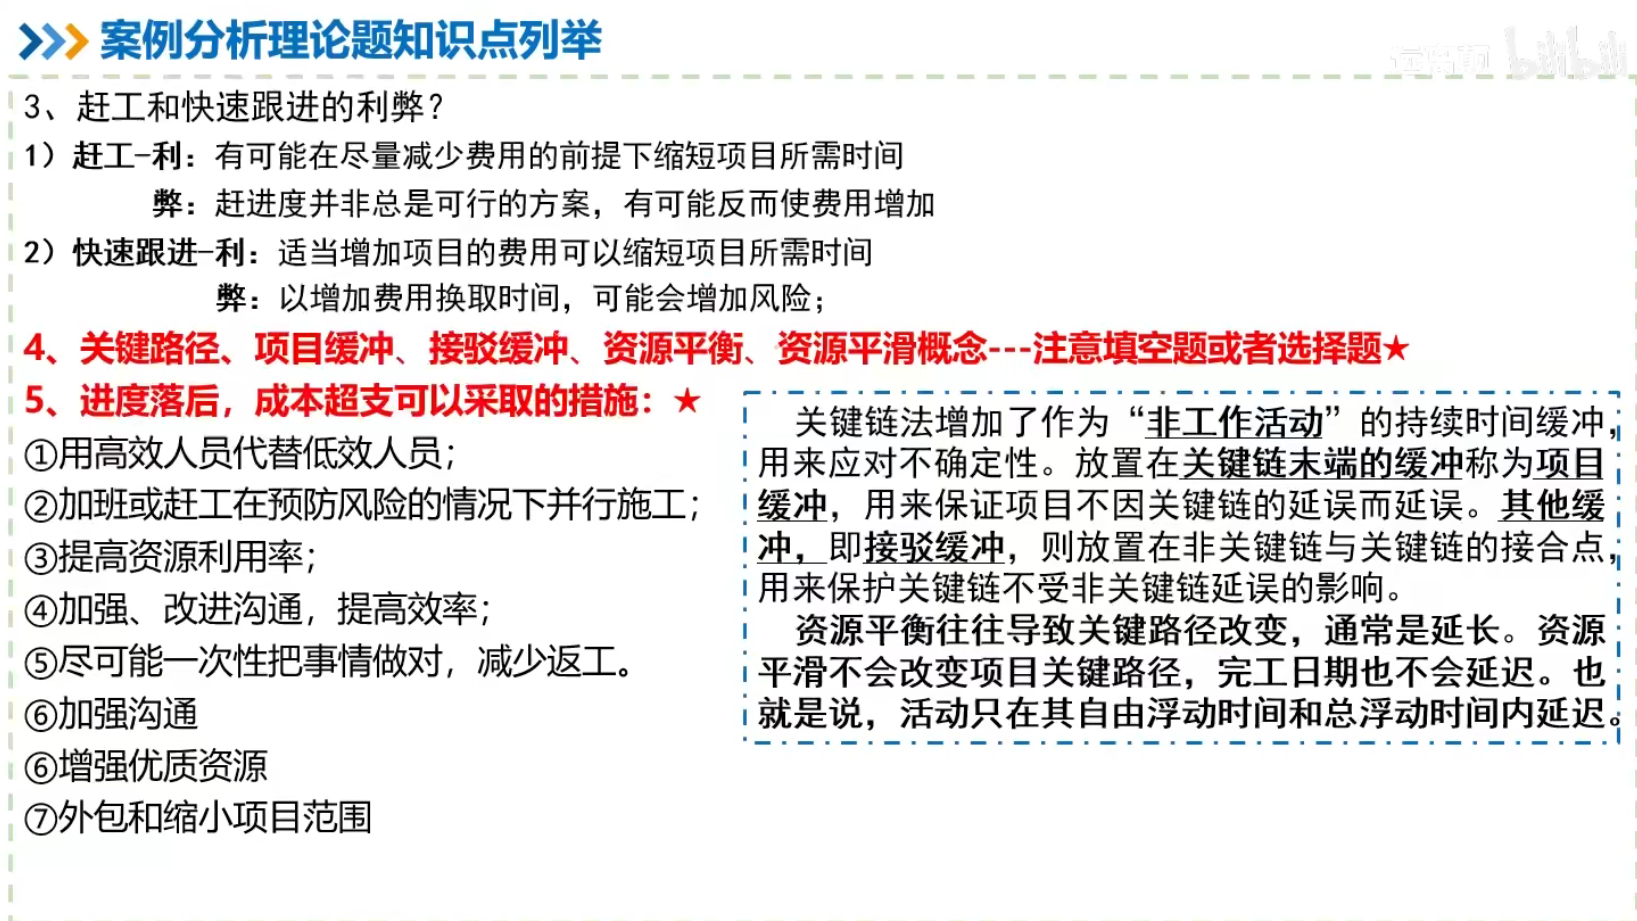 案例分析理论题知识点列举
bilibili
3、赶工和快速跟进的利弊？
1）赶工-利：有可能在尽量减少费用的前提下缩短项目所需时间
弊：赶进度并非总是可行的方案，有可能反而使费用增加
2）快速跟进-利：适当增加项目的费用可以缩短项目所需时间
弊：以增加费用换取时间，可能会增加风险；
4、关键路径、项目缓冲、接驳缓冲、资源平衡、资源平滑概念---注意填空题或者选择题★
5、进度落后，成本超支可以采取的措施：★
①用高效人员代替低效人员；
②加班或赶工在预防风险的情况下并行施工；
③提高资源利用率；
④加强、改进沟通，提高效率；
⑤尽可能一次性把事情做对，减少返工。
⑥加强沟通
⑥增强优质资源
⑦外包和缩小项目范围
关键链法增加了作为“非工作活动”的持续时间缓冲，
用来应对不确定性。放置在关键链末端的缓冲称为项目
缓冲，用来保证项目不因关键链的延误而延误。其他缓
冲，即接驳缓冲，则放置在非关键链与关键链的接合点，
用来保护关键链不受非关键链延误的影响。
资源平衡往往导致关键路径改变，通常是延长。资源
平滑不会改变项目关键路径，完工日期也不会延迟。也
就是说，活动只在其自由浮动时间和总浮动时间内延迟。